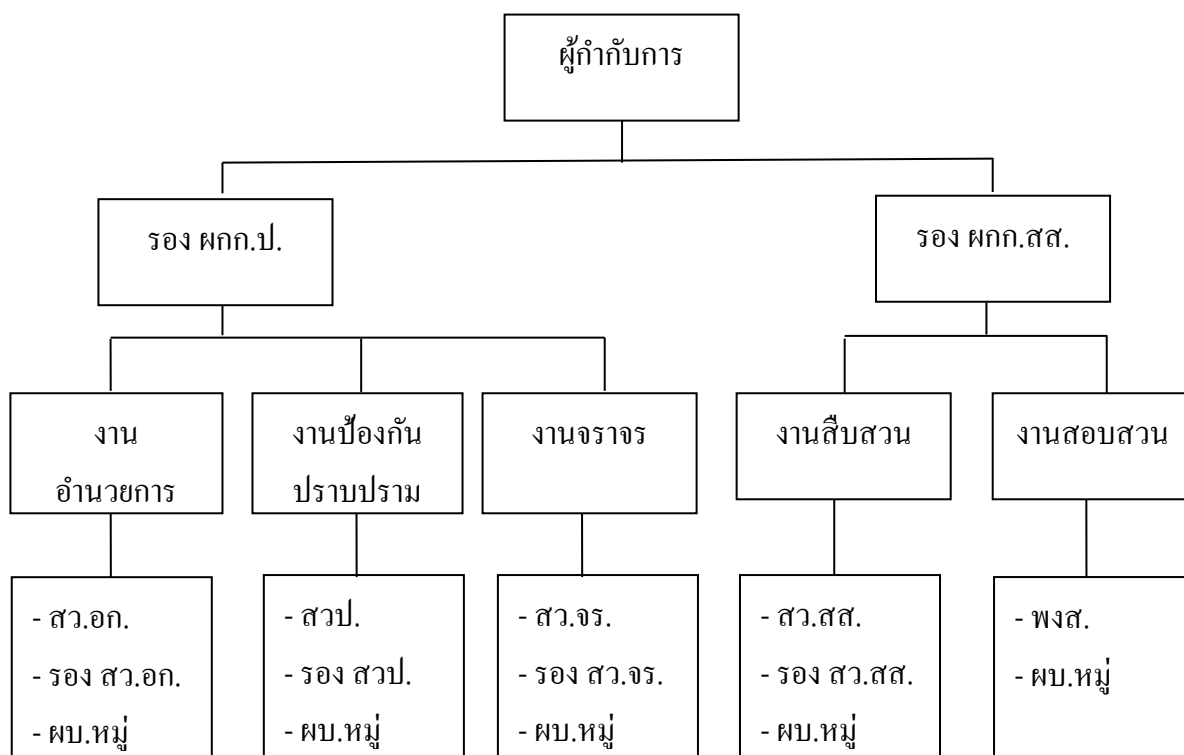 ผู้กำกับการ
รอง ผกก.ป.
รอง ผกก.สส.
งาน
อำนวยการ
งานป้องกัน
ปราบปราม
งานจราจร
งานสืบสวน
งานสอบสวน
- สว.อก.
- รอง สว.อก.
- ผบ.หมู่
- สวป.
- รอง สวป.
- ผบ.หมู่
- สว.จร.
- รอง สว.จร.
- ผบ.หมู่
- สว.สส.
- รอง สว.สส.
- ผบ.หมู่
- พงส.
- ผบ.หมู่